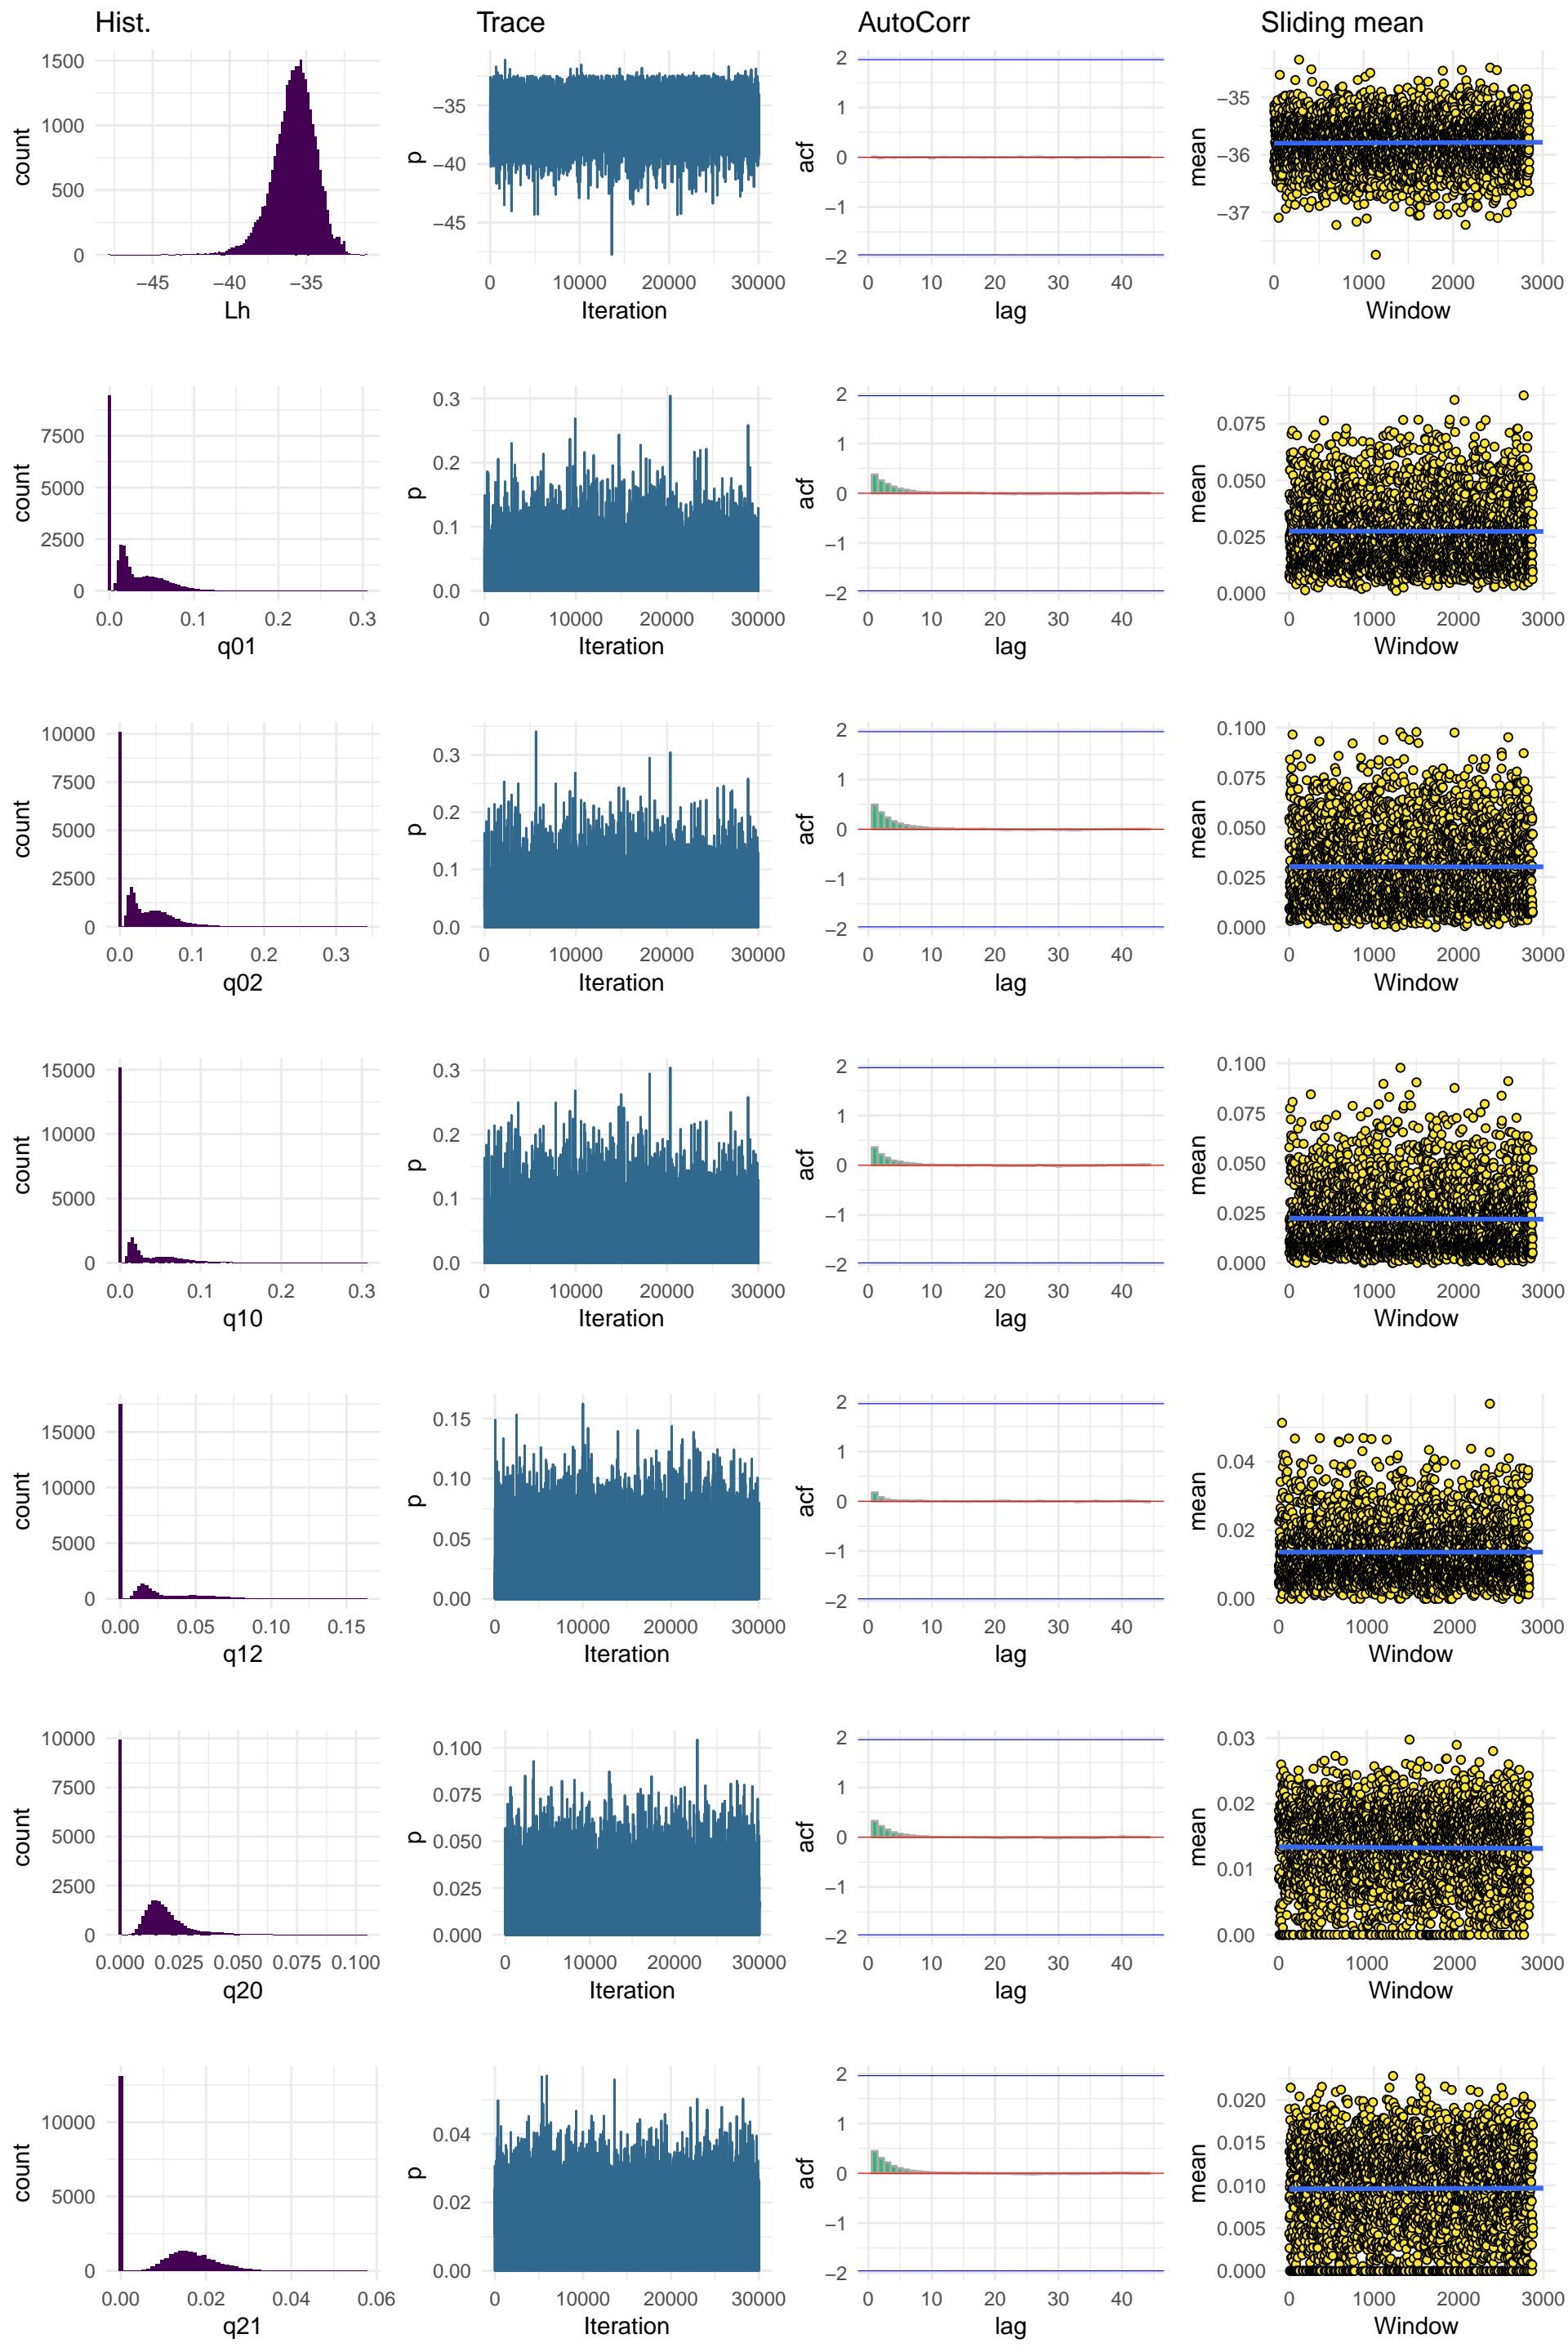 Hist. Trace AutoCorr Sliding mean
1500 1000 500 0
count
−45 −40 −35
Lh
−35 −40 −45
p
0 10000 20000 30000
Iteration
2 1 0 −1 −2
acf
0 10 20 30 40
lag
−35 −36 −37
mean
0 1000 2000 3000
Window
7500 5000 2500 0
count
0.0 0.1 0.2 0.3
q01
0.3 0.2 0.1 0.0
p
0 10000 20000 30000
Iteration
2 1 0 −1 −2
acf
0 10 20 30 40
lag
0.075 0.050 0.025 0.000
mean
0 1000 2000 3000
Window
10000 7500 5000 2500 0
count
0.0 0.1 0.2 0.3
q02
0.3 0.2 0.1 0.0
p
0 10000 20000 30000
Iteration
2 1 0 −1 −2
acf
0 10 20 30 40
lag
0.100 0.075 0.050 0.025 0.000
mean
0 1000 2000 3000
Window
15000 10000 5000 0
count
0.0 0.1 0.2 0.3
q10
0.3 0.2 0.1 0.0
p
0 10000 20000 30000
Iteration
2 1 0 −1 −2
acf
0 10 20 30 40
lag
0.100 0.075 0.050 0.025 0.000
mean
0 1000 2000 3000
Window
15000 10000 5000 0
count
0.00 0.05 0.10 0.15
q12
0.15 0.10 0.05 0.00
p
0 10000 20000 30000
Iteration
2 1 0 −1 −2
acf
0 10 20 30 40
lag
0.04 0.02 0.00
mean
0 1000 2000 3000
Window
10000 7500 5000 2500 0
count
0.000 0.025 0.050 0.075 0.100
q20
0.100 0.075 0.050 0.025 0.000
p
0 10000 20000 30000
Iteration
2 1 0 −1 −2
acf
0 10 20 30 40
lag
0.03 0.02 0.01 0.00
mean
0 1000 2000 3000
Window
10000 5000 0
count
0.00 0.02 0.04 0.06
q21
0.04 0.02 0.00
p
0 10000 20000 30000
Iteration
2 1 0 −1 −2
acf
0 10 20 30 40
lag
0.020 0.015 0.010 0.005 0.000
mean
0 1000 2000 3000
Window